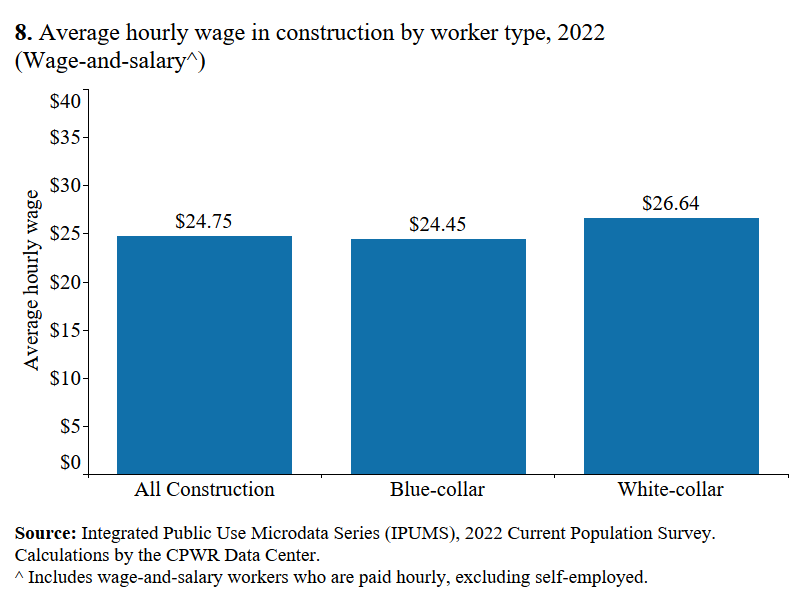 8. Average hourly wage in construction by worker type, 2022
(Wage-and-salary^)
Average hourly wage
$40
$35
$30
$25
$20
$15
$10
$5
$0
$24.75
$24.45
$26.64
All Construction
Blue-collar
White-collar
Source: Integrated Public Use Microdata Series (IPUMS), 2022 Current Population Survey.
Calculations by the CPWR Data Center.
^ Includes wage-and-salary workers who are paid hourly, excluding self-employed.